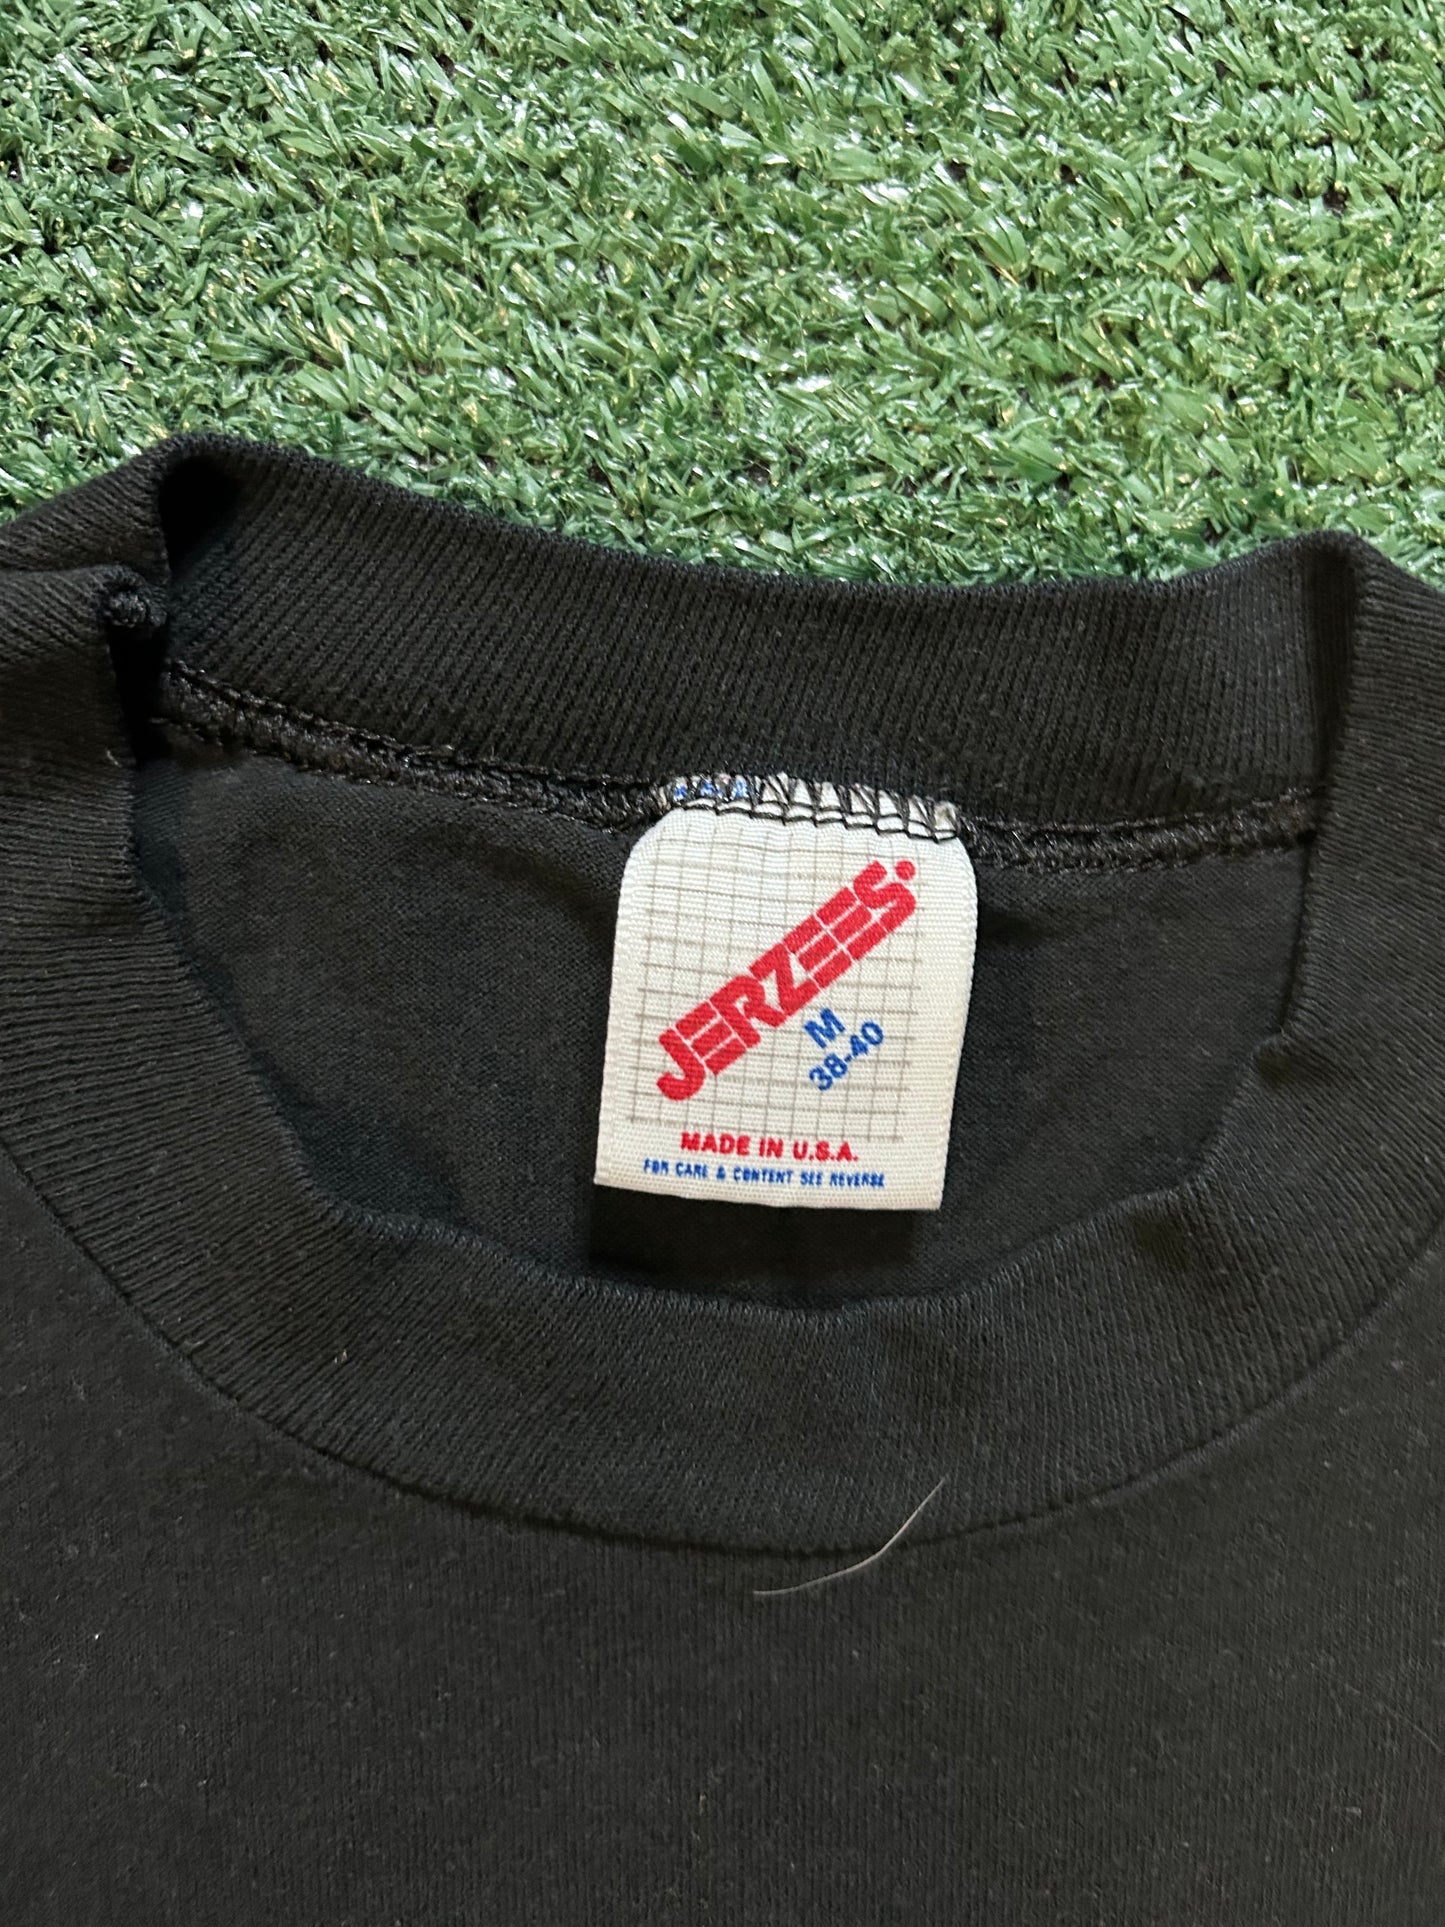 JERZEES
M
38-40
MADE IN U.S.A.
FOR CARE & CONTENT SEE REVERSE